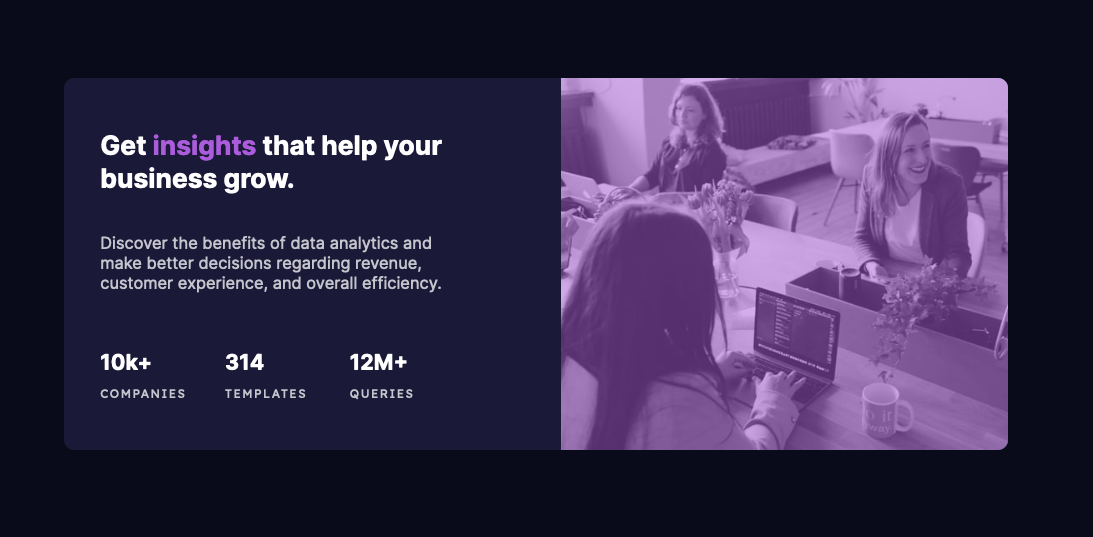 Get insights that help your
business grow.
Discover the benefits of data analytics and
make better decisions regarding revenue,
customer experience, and overall efficiency.
10k+ 314 12M+
COMPANIES TEMPLATES QUERIES